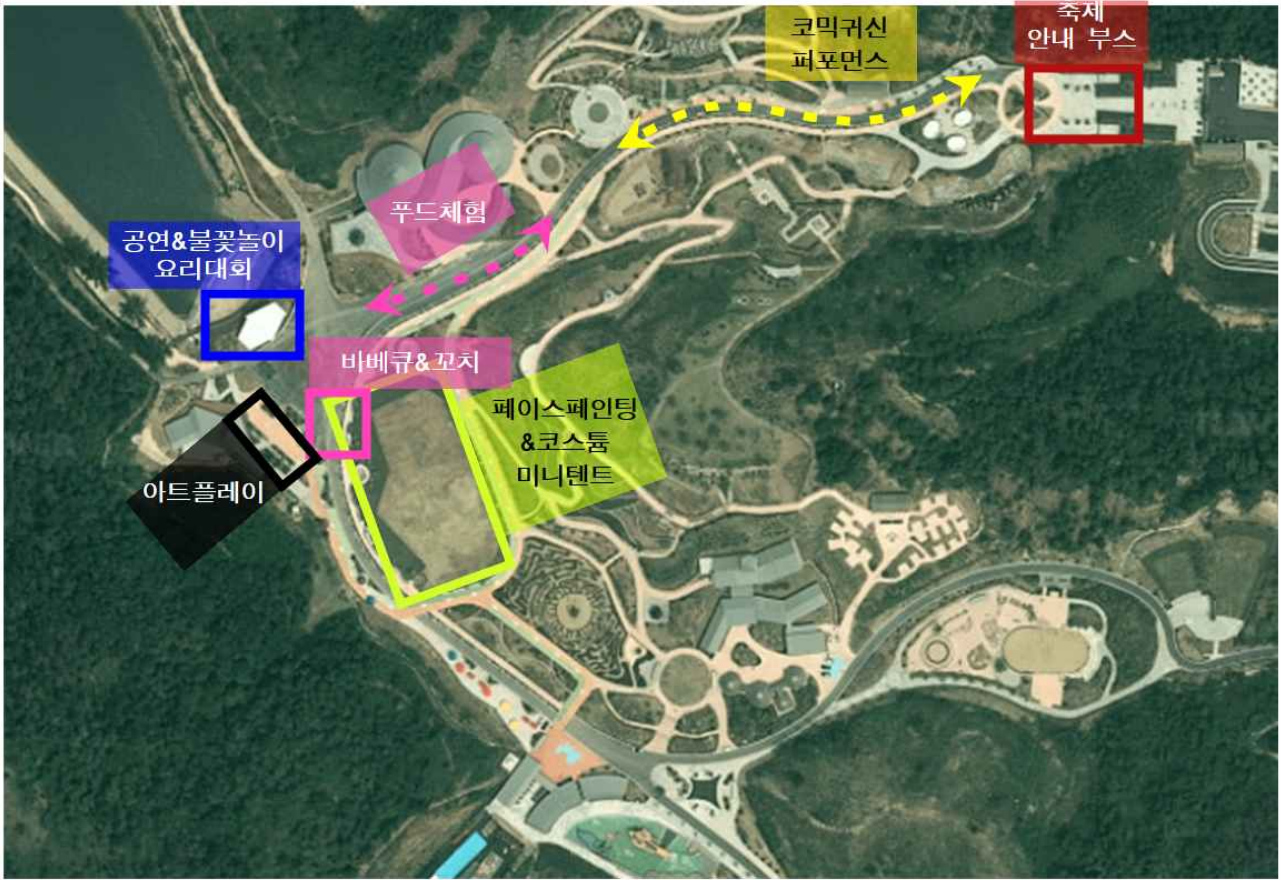 코믹귀신
퍼포먼스
축제
안내 부스
푸드체험
공연&불꽃놀이
요리대회
바베큐&꼬치
페이스페인팅
&코스튬
미니텐트
아트플레이